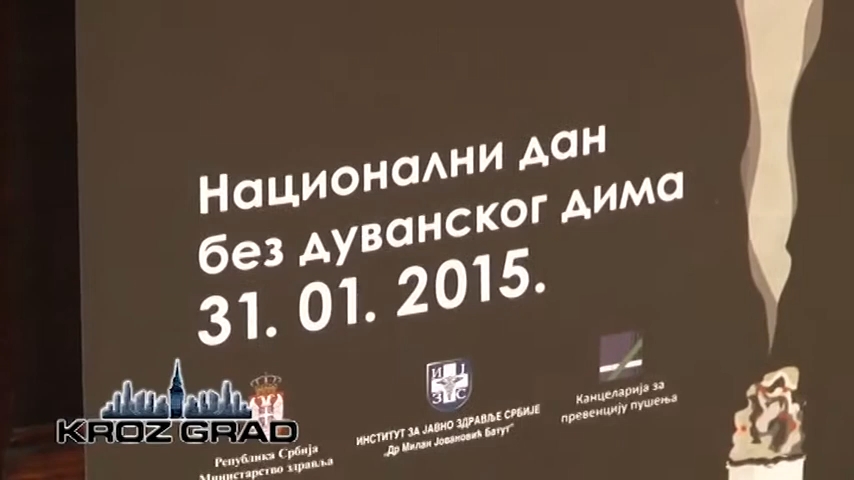 Национални дан
без дуванског дима
31. 01. 2015.
И Ј
З С
Канцеларија за
превенцију пушења
ИНСТИТУТ ЗА ЈАВНО ЗДРАВЉЕ СРБИЈЕ
„Др Милан Јовановић Батут"
Република Србија
Министарство здравља
KROZ GRAD